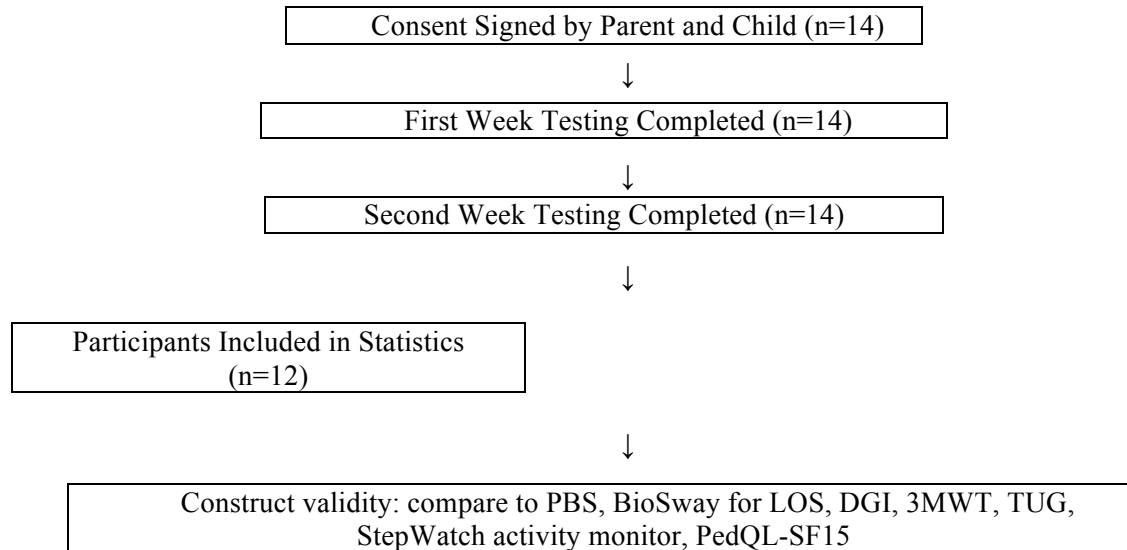 Consent Signed by Parent and Child (n=14)
↓
First Week Testing Completed (n=14)
↓
Second Week Testing Completed (n=14)
↓
Participants Included in Statistics
(n=12)
↓
Construct validity: compare to PBS, BioSway for LOS, DGI, 3MWT, TUG,
StepWatch activity monitor, PedQL-SF15